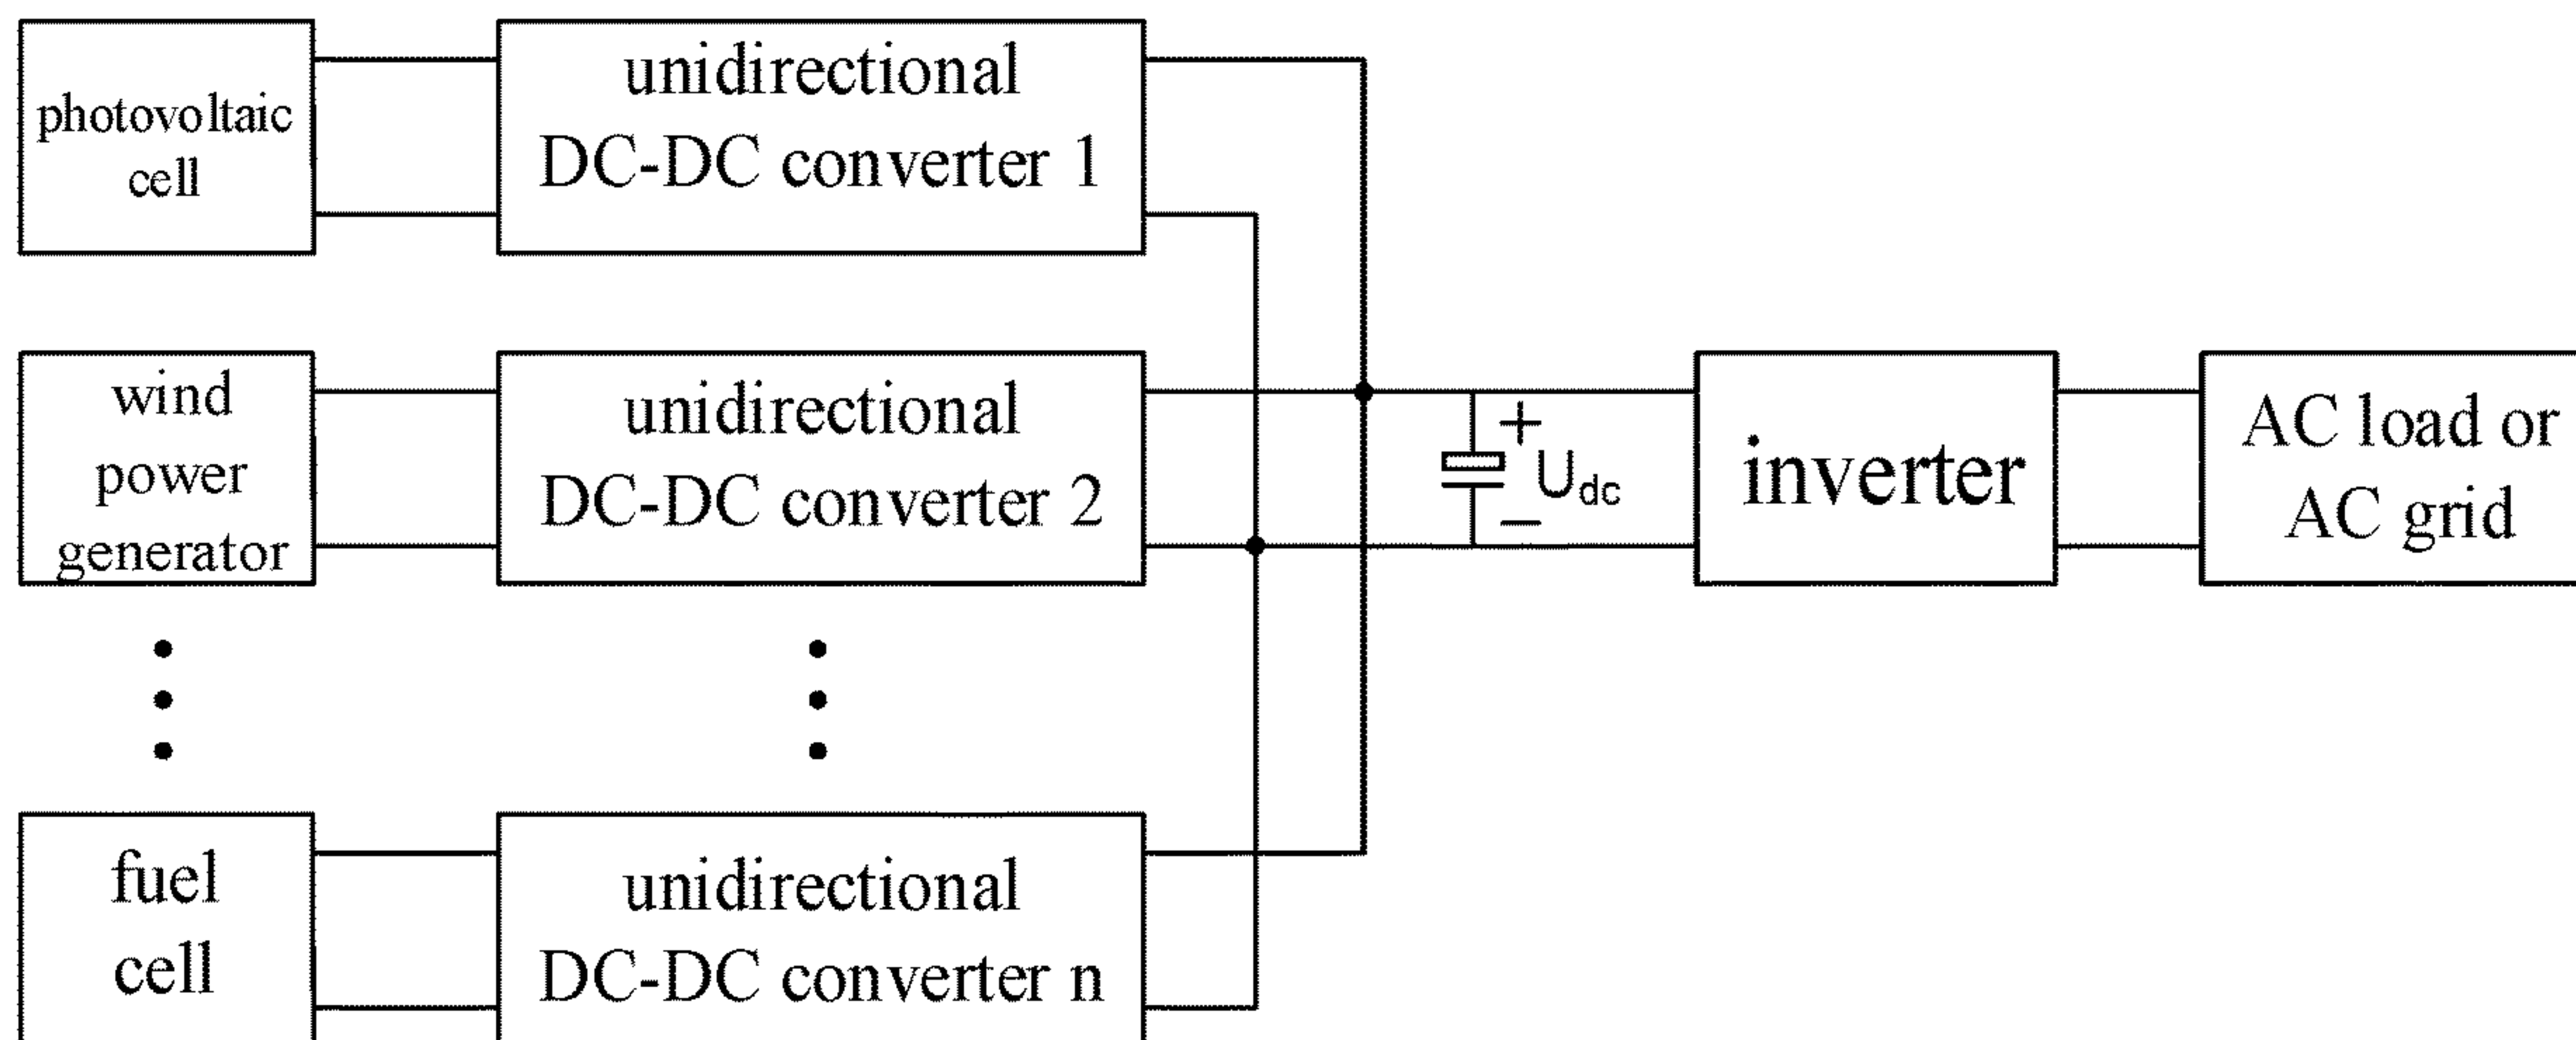 photovoltaic
cell
unidirectional
DC-DC converter 1
wind
power
generator
unidirectional
DC-DC converter 2
+
U_dc
−
inverter
AC load or
AC grid
fuel
cell
unidirectional
DC-DC converter n